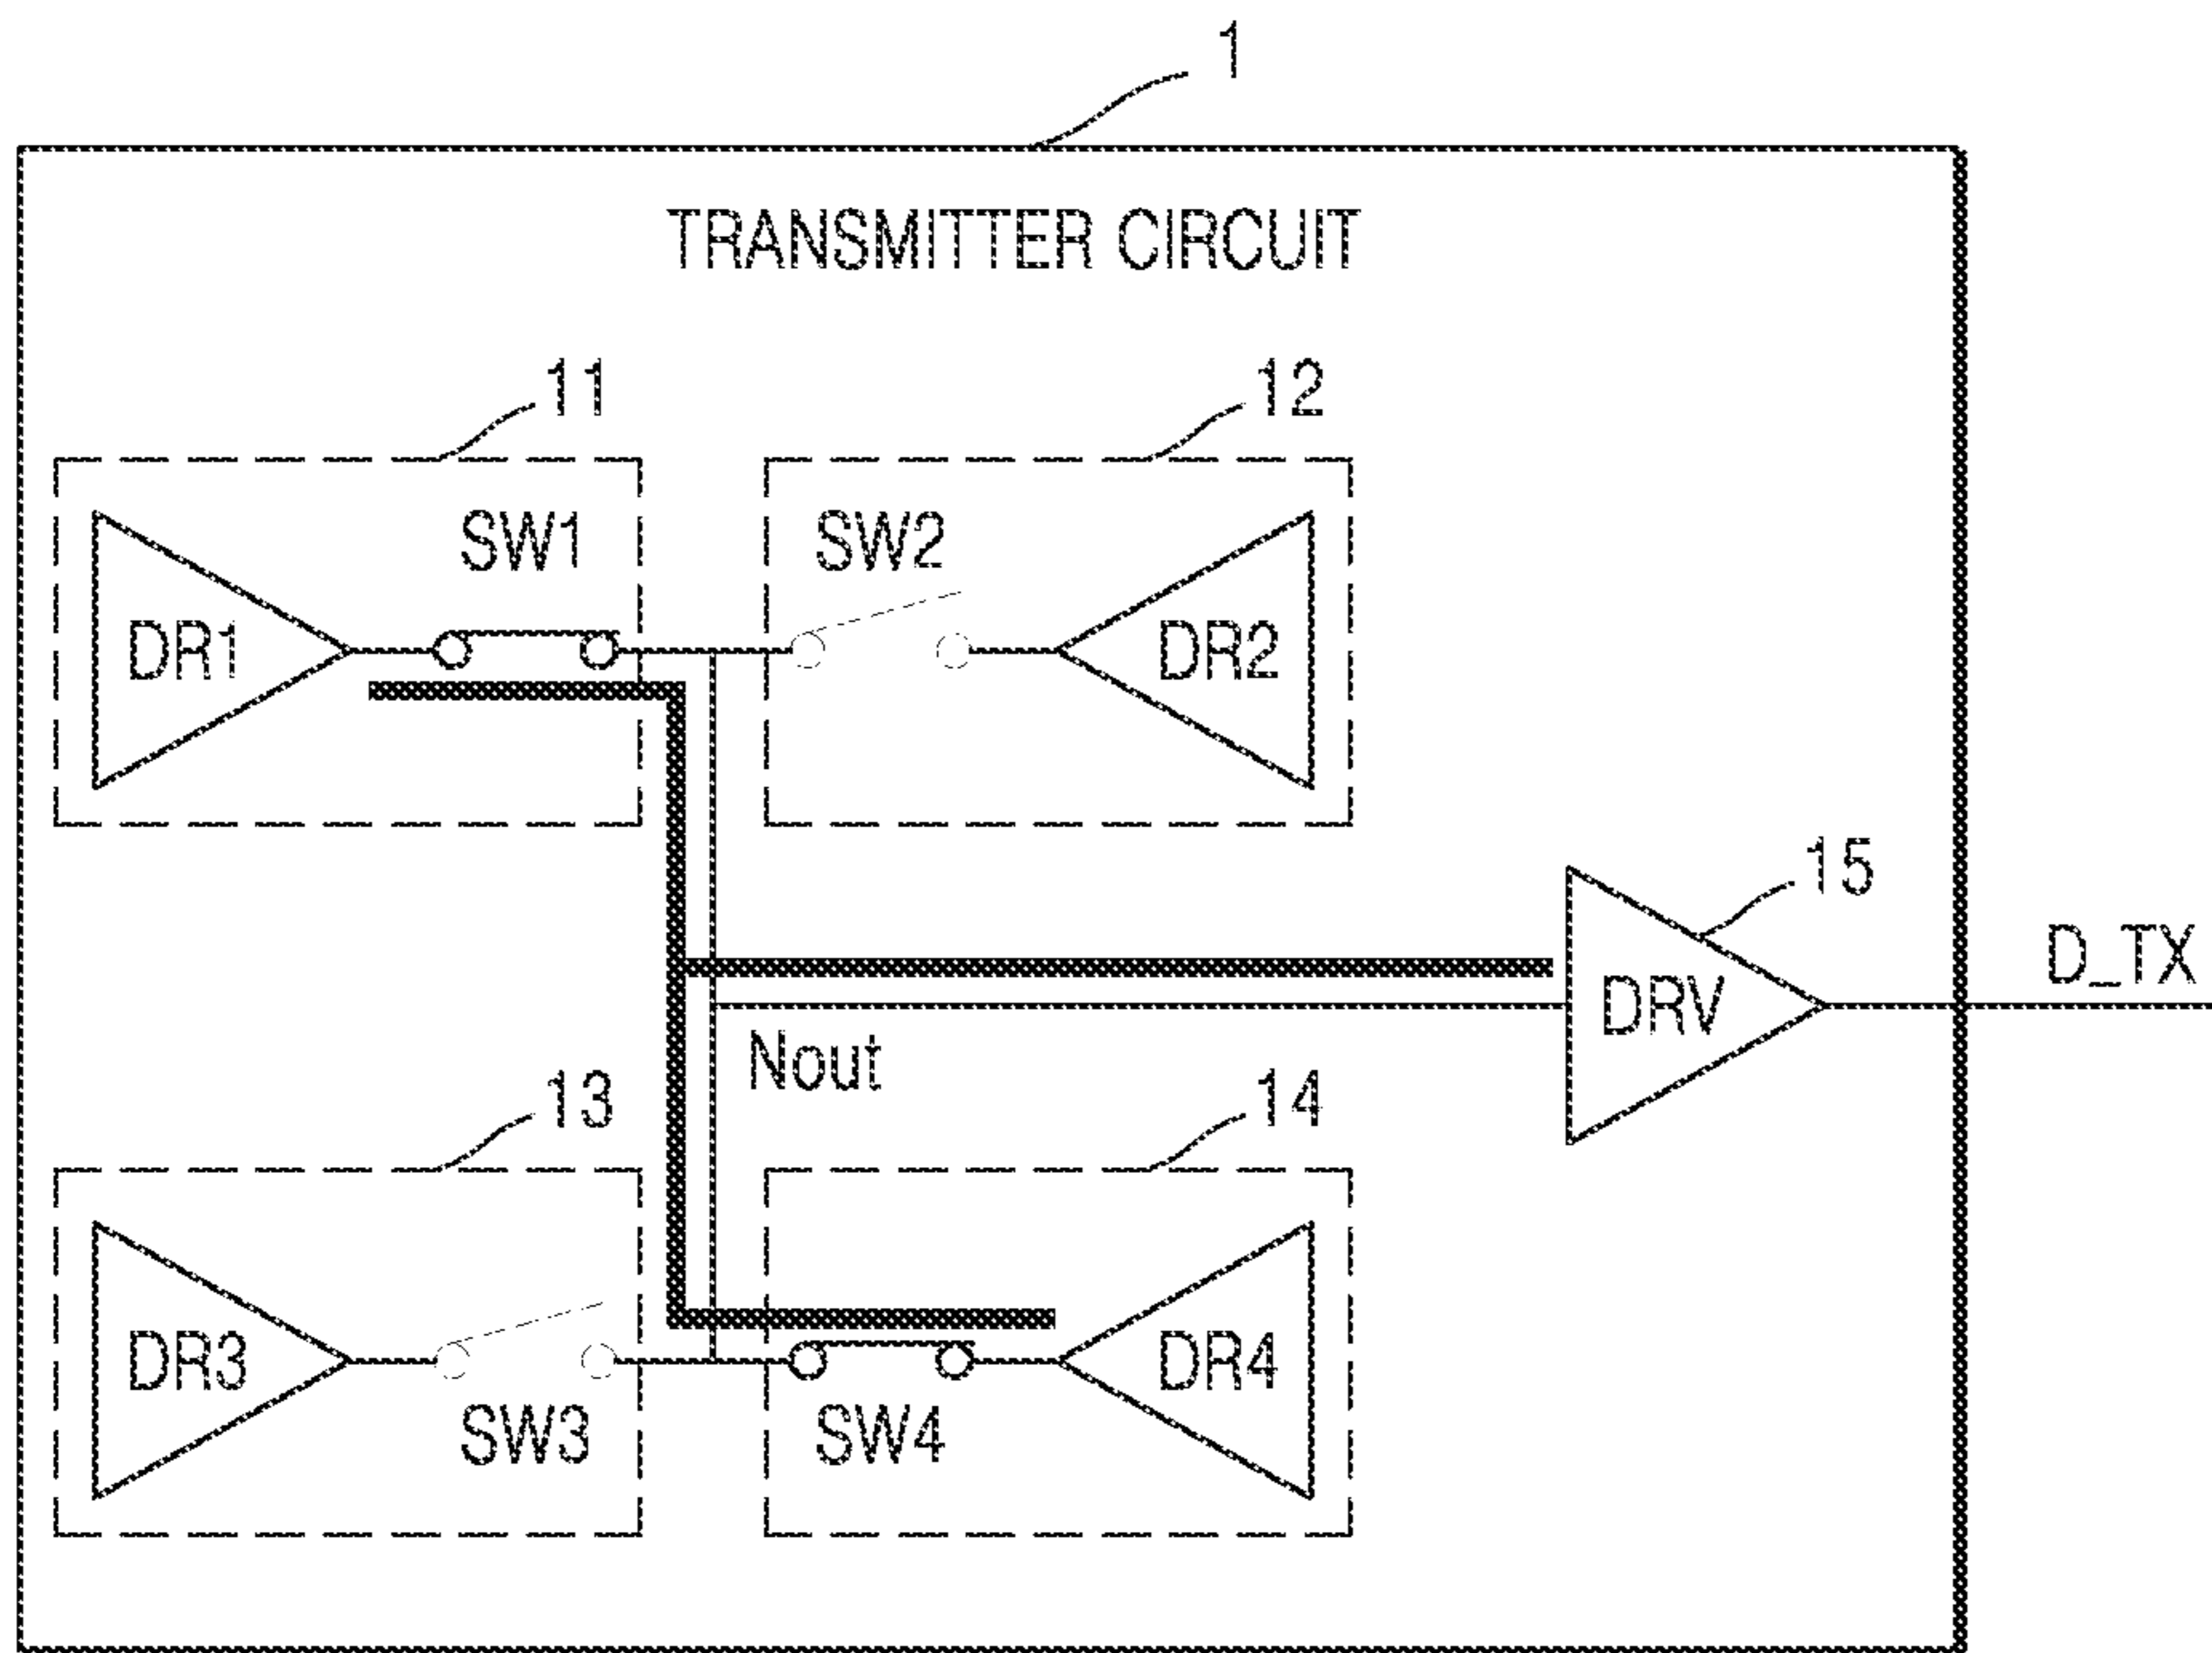 1
TRANSMITTER CIRCUIT
11
12
SW1
SW2
DR1
DR2
15
D_TX
DRV
Nout
13
14
DR3
DR4
SW3
SW4